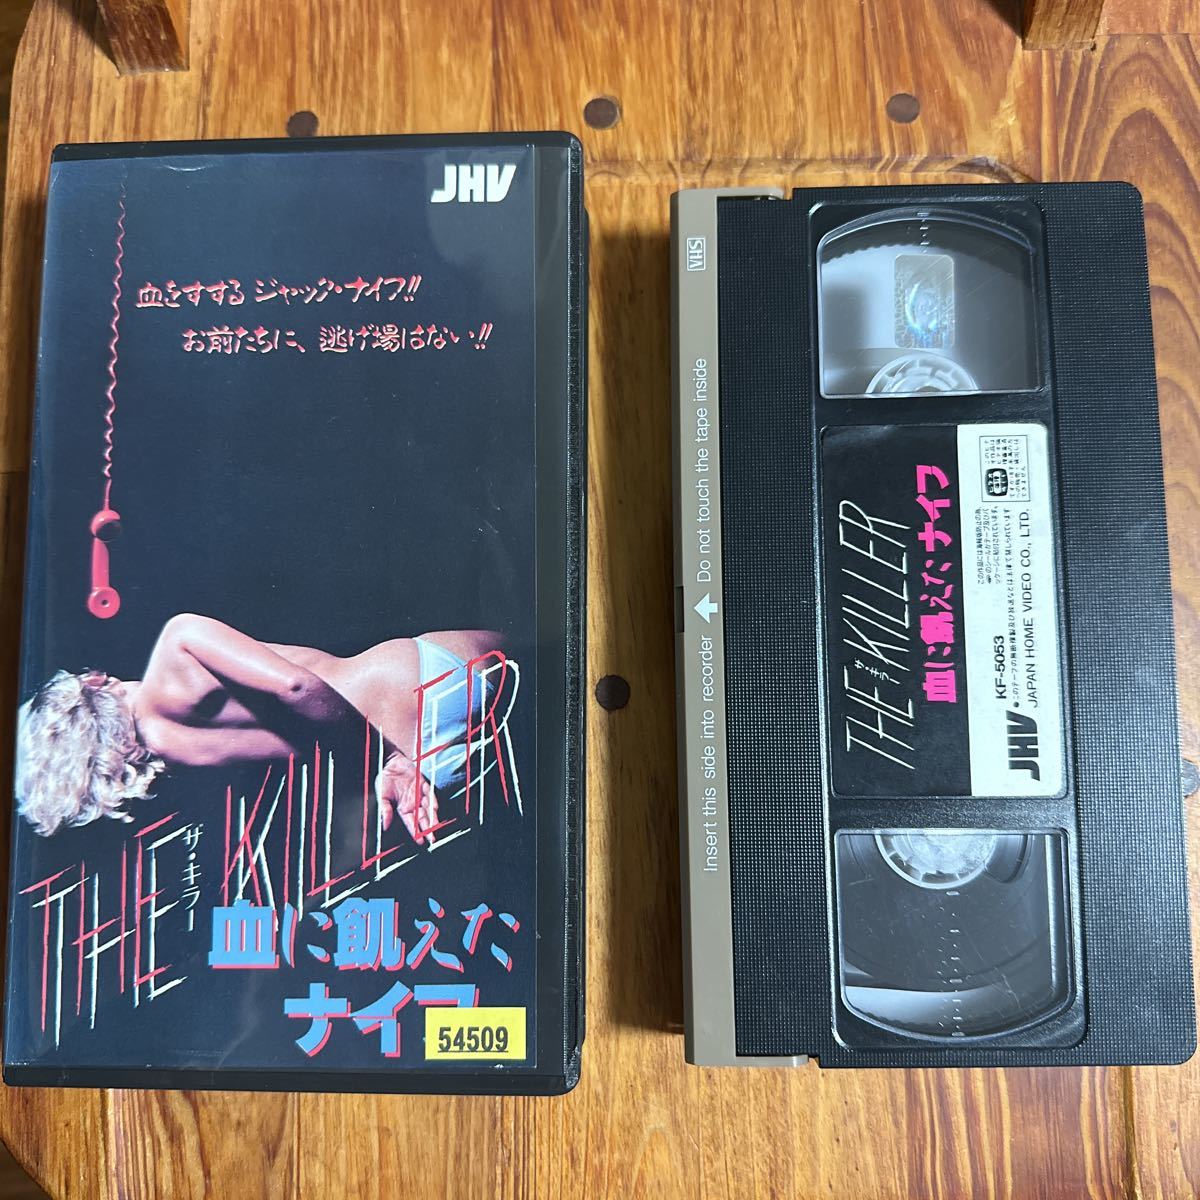 JHV
血をすする ジャック・ナイフ!!
お前たちに、逃げ場はない!!
THE KILLER
ザ・キラー
血に飢えた
ナイフ
54509
VHS
Insert this side into recorder
Do not touch the tape inside
THE KILLER
ザ・キラー
血に飢えたナイフ
KF-5053
JHV
JAPAN HOME VIDEO CO., LTD.